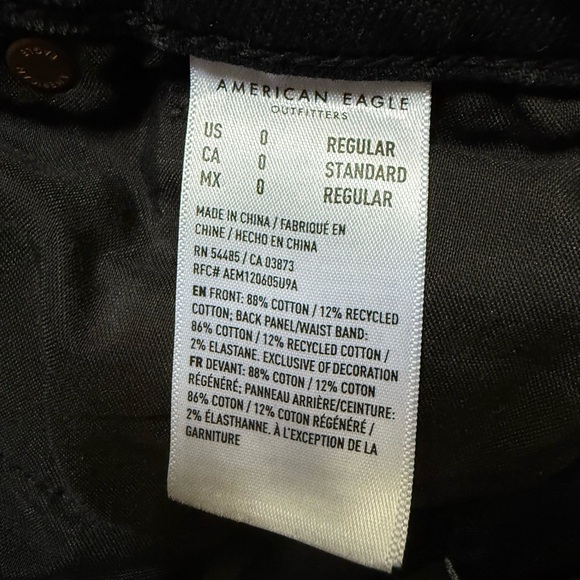 AMERICAN EAGLE
OUTFITTERS
US 0 REGULAR
CA 0 STANDARD
MX 0 REGULAR
MADE IN CHINA / FABRIQUÉ EN
CHINE / HECHO EN CHINA
RN 54485 / CA 03873
RFC# AEM120605U9A
EN FRONT: 88% COTTON / 12% RECYCLED
COTTON; BACK PANEL/WAIST BAND:
86% COTTON / 12% RECYCLED COTTON /
2% ELASTANE. EXCLUSIVE OF DECORATION
FR DEVANT: 88% COTON / 12% COTON
RÉGÉNÉRÉ; PANNEAU ARRIÈRE/CEINTURE:
86% COTON / 12% COTON RÉGÉNÉRÉ /
2% ÉLASTHANNE. À L'EXCEPTION DE LA
GARNITURE